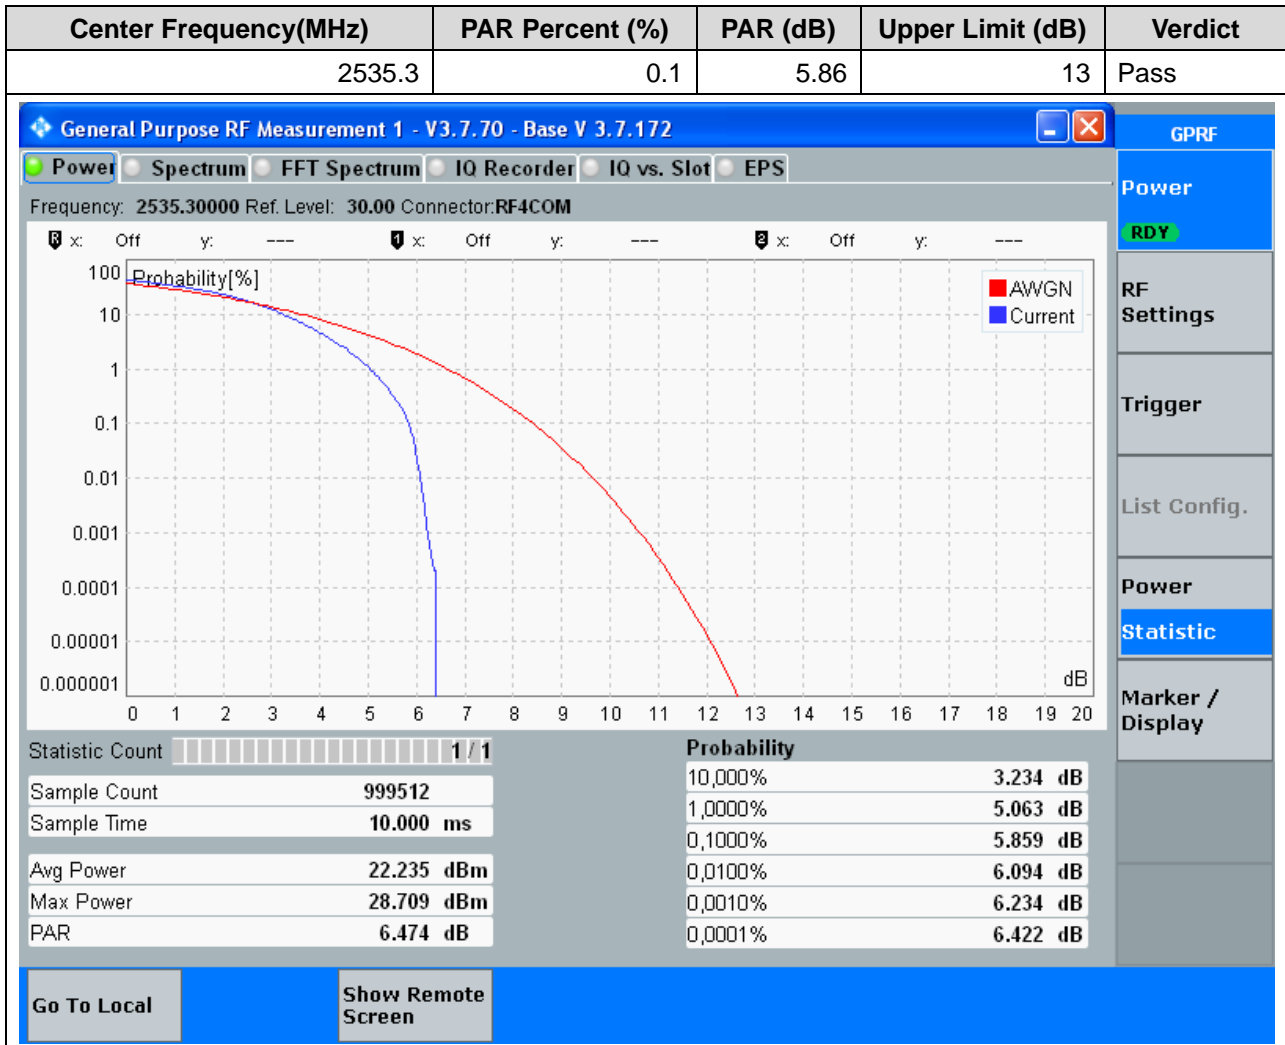 Center Frequency(MHz) PAR Percent (%) PAR (dB) Upper Limit (dB) Verdict
2535.3 0.1 5.86 13 Pass
General Purpose RF Measurement 1 - V3.7.70 - Base V 3.7.172
GPRF
Power Spectrum FFT Spectrum IQ Recorder IQ vs. Slot EPS
Power
RDY
Frequency: 2535.30000 Ref. Level: 30.00 Connector:RF4COM
R x: Off y: --- 1 x: Off y: --- 2 x: Off y: ---
Probability[%]
AWGN
Current
100
10
1
0.1
0.01
0.001
0.0001
0.00001
0.000001
dB
0 1 2 3 4 5 6 7 8 9 10 11 12 13 14 15 16 17 18 19 20
RF
Settings
Trigger
List Config.
Power
Statistic
Marker /
Display
Statistic Count 1 / 1
Sample Count 999512
Sample Time 10.000 ms
Avg Power 22.235 dBm
Max Power 28.709 dBm
PAR 6.474 dB
Probability
10,000% 3.234 dB
1,0000% 5.063 dB
0,1000% 5.859 dB
0,0100% 6.094 dB
0,0010% 6.234 dB
0,0001% 6.422 dB
Go To Local
Show Remote
Screen